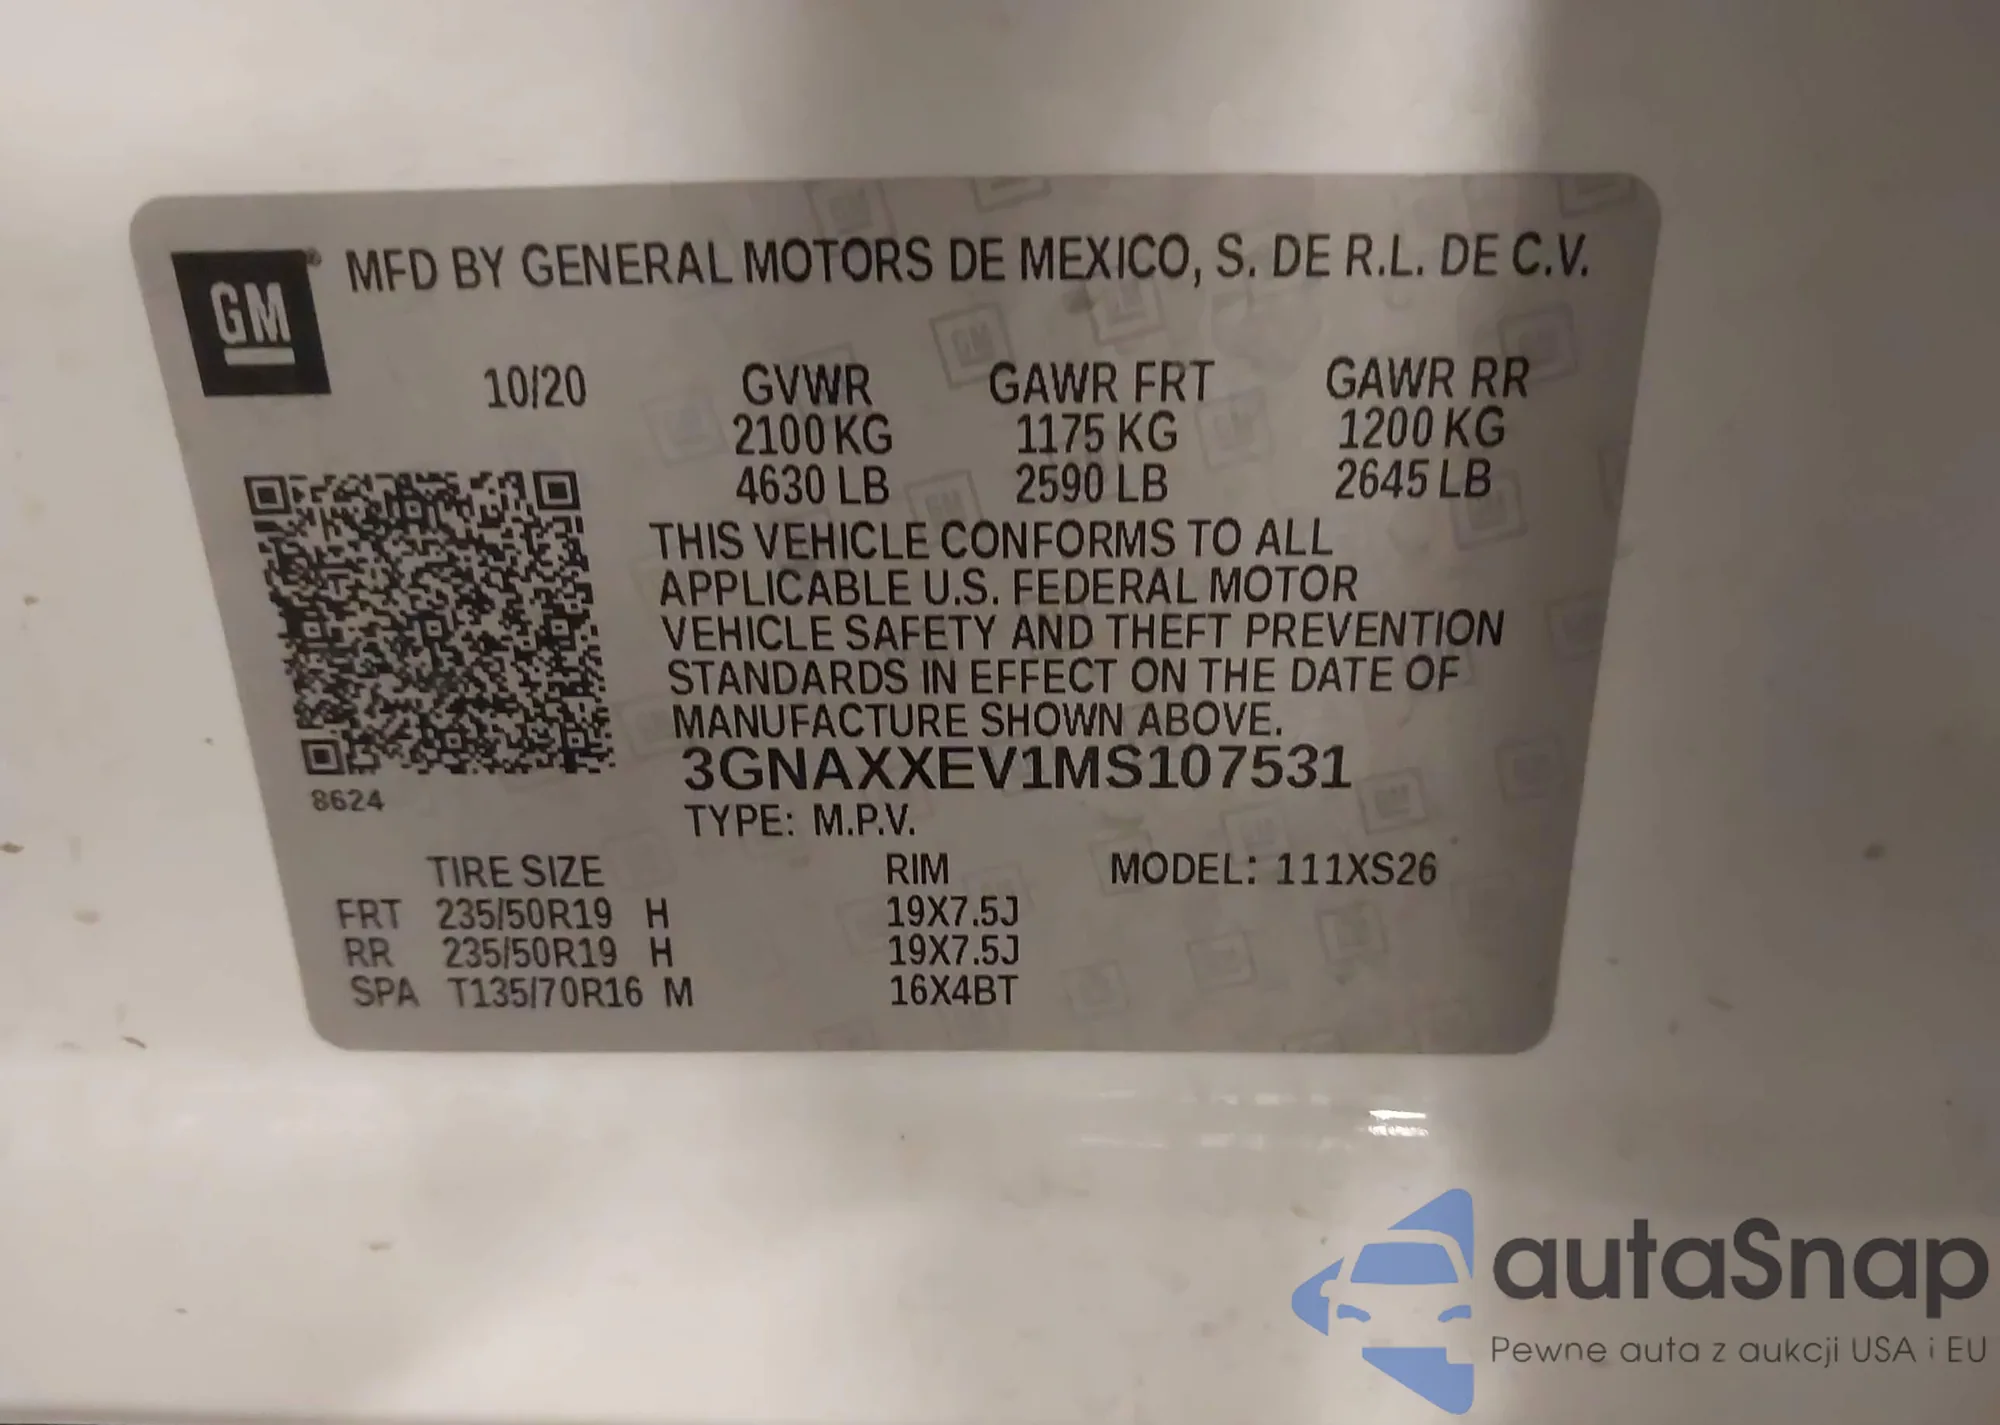 GM
® MFD BY GENERAL MOTORS DE MEXICO, S. DE R.L. DE C.V.
10/20 GVWR GAWR FRT GAWR RR
2100 KG 1175 KG 1200 KG
4630 LB 2590 LB 2645 LB
THIS VEHICLE CONFORMS TO ALL
APPLICABLE U.S. FEDERAL MOTOR
VEHICLE SAFETY AND THEFT PREVENTION
STANDARDS IN EFFECT ON THE DATE OF
MANUFACTURE SHOWN ABOVE.
3GNAXXEV1MS107531
8624
TYPE: M.P.V.
TIRE SIZE RIM MODEL: 111XS26
FRT 235/50R19 H 19X7.5J
RR 235/50R19 H 19X7.5J
SPA T135/70R16 M 16X4BT
autaSnap
Pewne auta z aukcji USA i EU